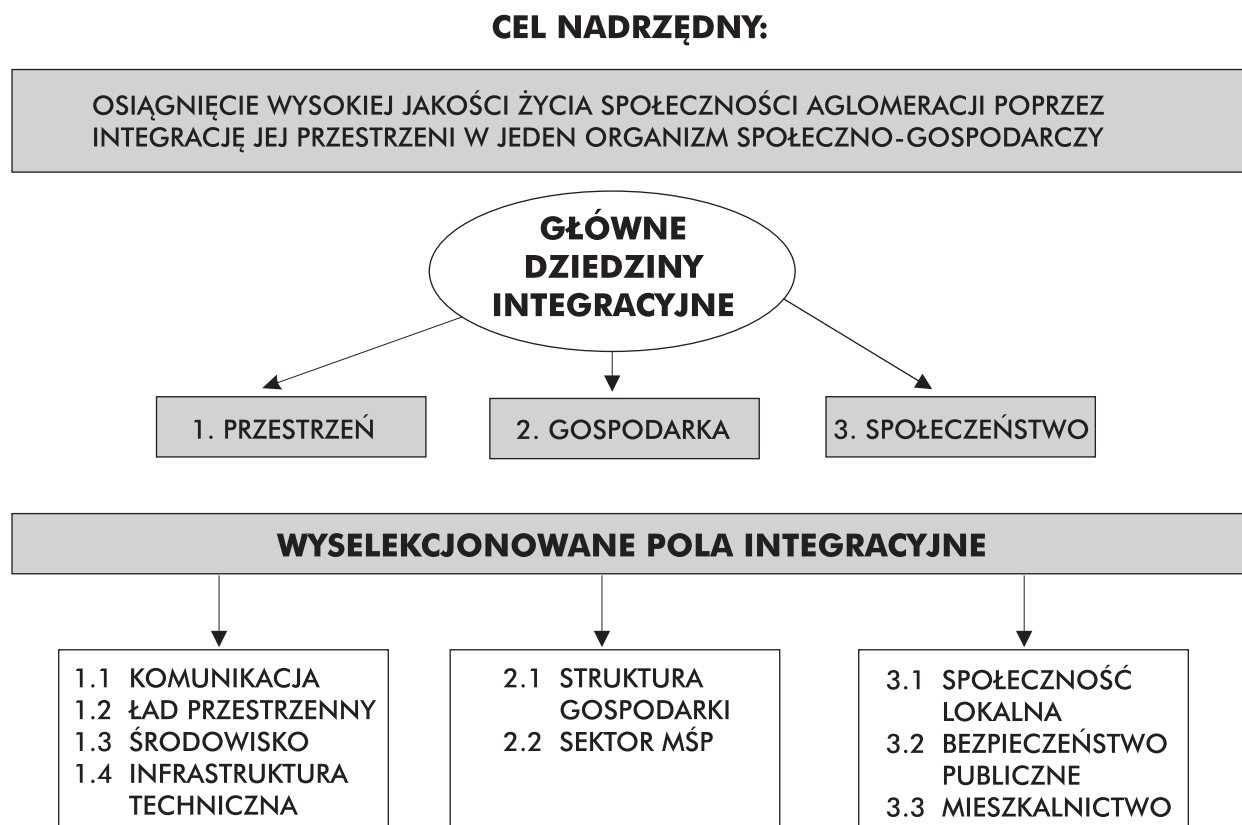 CEL NADRZĘDNY:
OSIĄGNIĘCIE WYSOKIEJ JAKOŚCI ŻYCIA SPOŁECZNOŚCI AGLOMERACJI POPRZEZ
INTEGRACJĘ JEJ PRZESTRZENI W JEDEN ORGANIZM SPOŁECZNO-GOSPODARCZY
GŁÓWNE
DZIEDZINY
INTEGRACYJNE
1. PRZESTRZEŃ
2. GOSPODARKA
3. SPOŁECZEŃSTWO
WYSELEKCJONOWANE POLA INTEGRACYJNE
1.1 KOMUNIKACJA
1.2 ŁAD PRZESTRZENNY
1.3 ŚRODOWISKO
1.4 INFRASTRUKTURA
TECHNICZNA
2.1 STRUKTURA
GOSPODARKI
2.2 SEKTOR MŚP
3.1 SPOŁECZNOŚĆ
LOKALNA
3.2 BEZPIECZEŃSTWO
PUBLICZNE
3.3 MIESZKALNICTWO